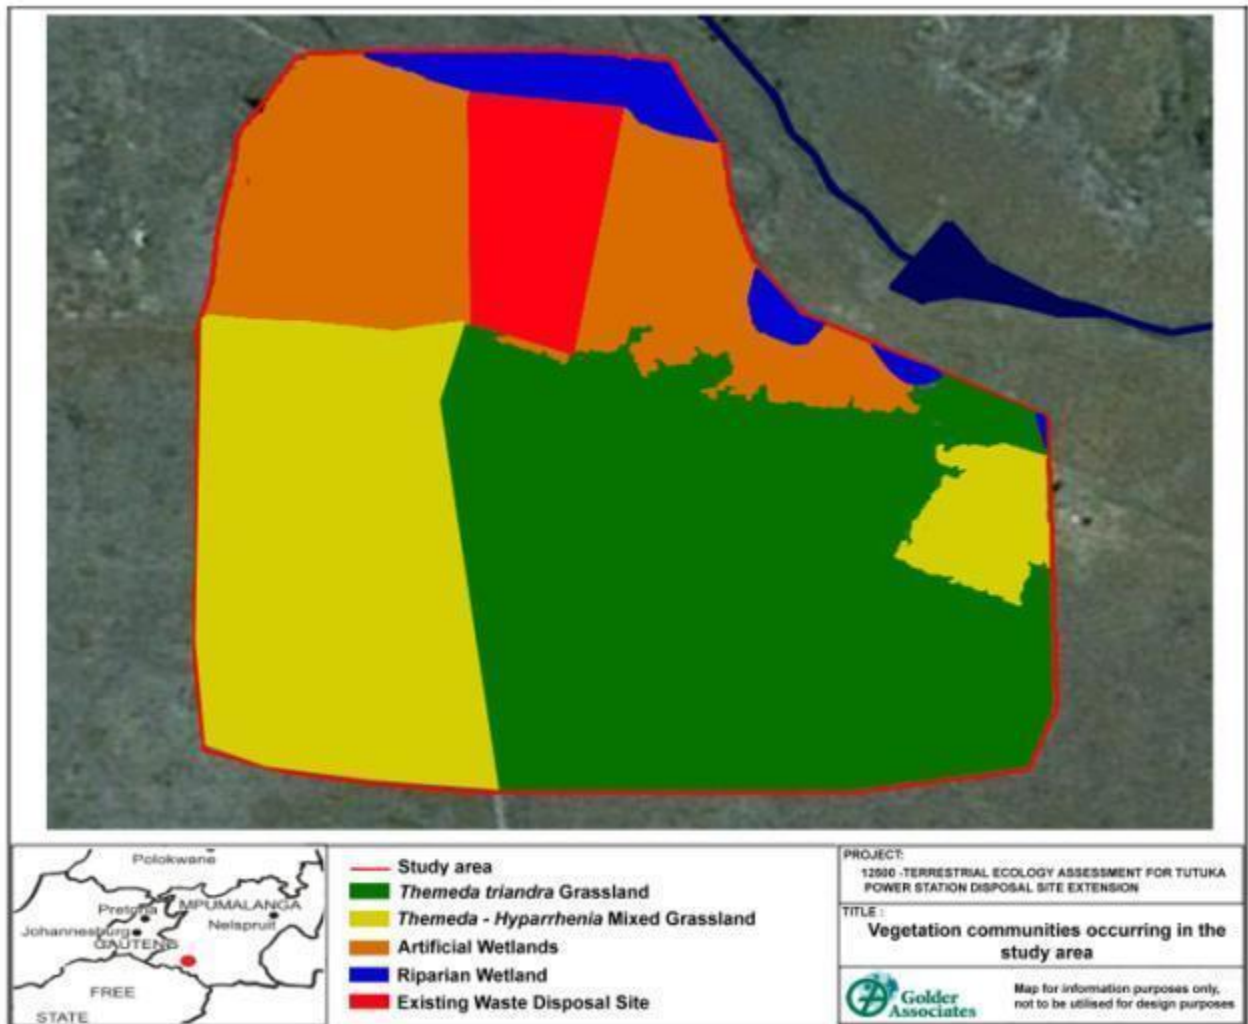 Polokwane
Pretoria
MPUMALANGA
Johannesburg
Nelspruit
GAUTENG
FREE
STATE
Study area
Themeda triandra Grassland
Themeda - Hyparrhenia Mixed Grassland
Artificial Wetlands
Riparian Wetland
Existing Waste Disposal Site
PROJECT:
12600 -TERRESTRIAL ECOLOGY ASSESSMENT FOR TUTUKA
POWER STATION DISPOSAL SITE EXTENSION
TITLE :
Vegetation communities occurring in the
study area
Golder
Associates
Map for information purposes only,
not to be utilised for design purposes